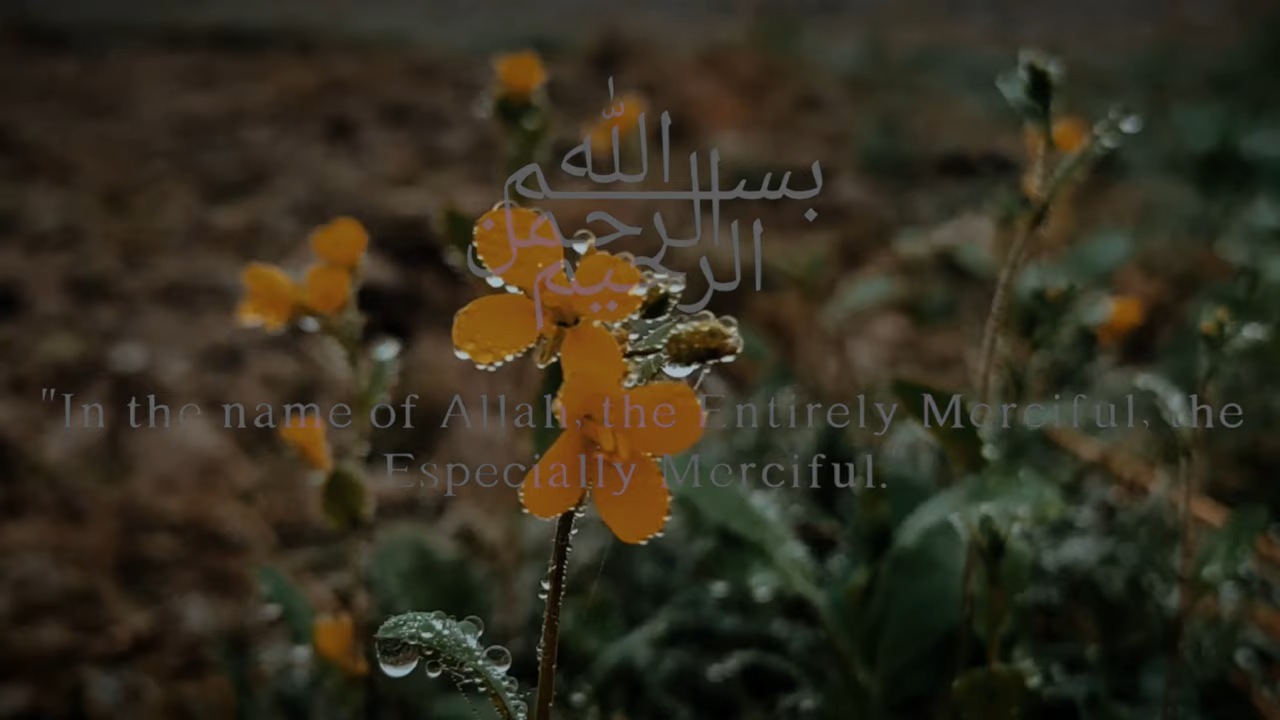 بسم الله
الرحمن
الرحيم
"In the name of Allah, the Entirely Merciful, the
Especially Merciful.